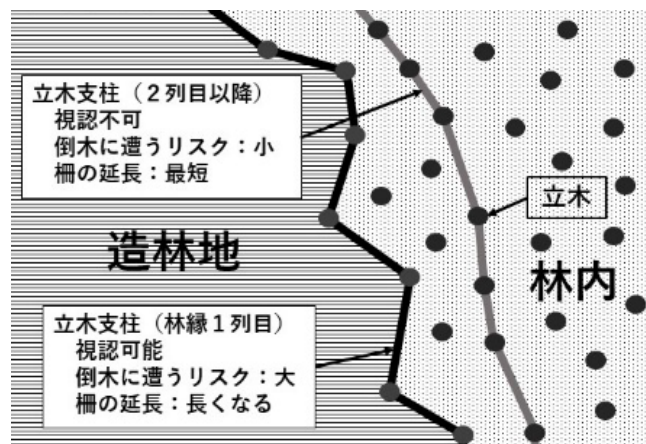 立木支柱（２列目以降）
視認不可
倒木に遭うリスク：小
柵の延長：最短
立木
造林地
林内
立木支柱（林縁１列目）
視認可能
倒木に遭うリスク：大
柵の延長：長くなる